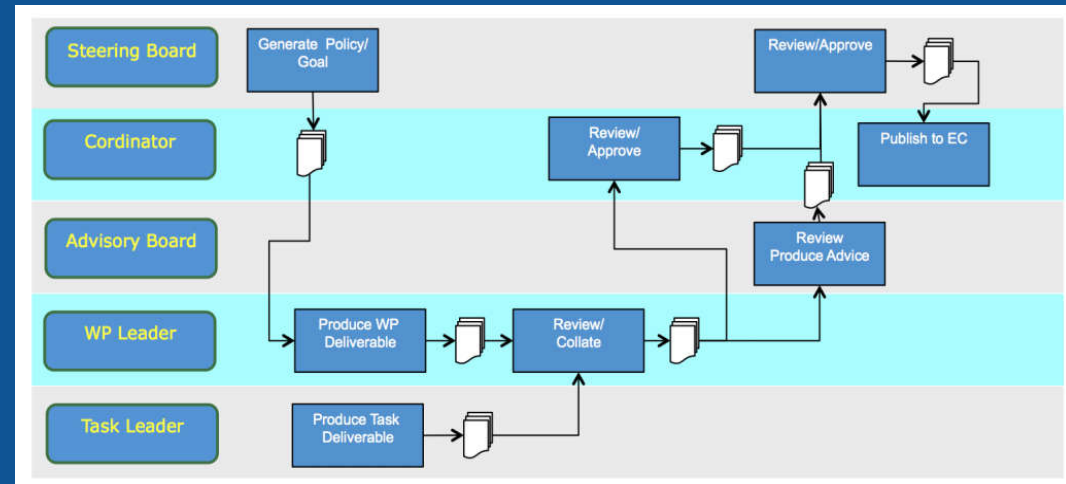 Steering Board
Generate Policy/
Goal
Review/Approve
Cordinator
Review/
Approve
Publish to EC
Advisory Board
Review
Produce Advice
WP Leader
Produce WP
Deliverable
Review/
Collate
Task Leader
Produce Task
Deliverable